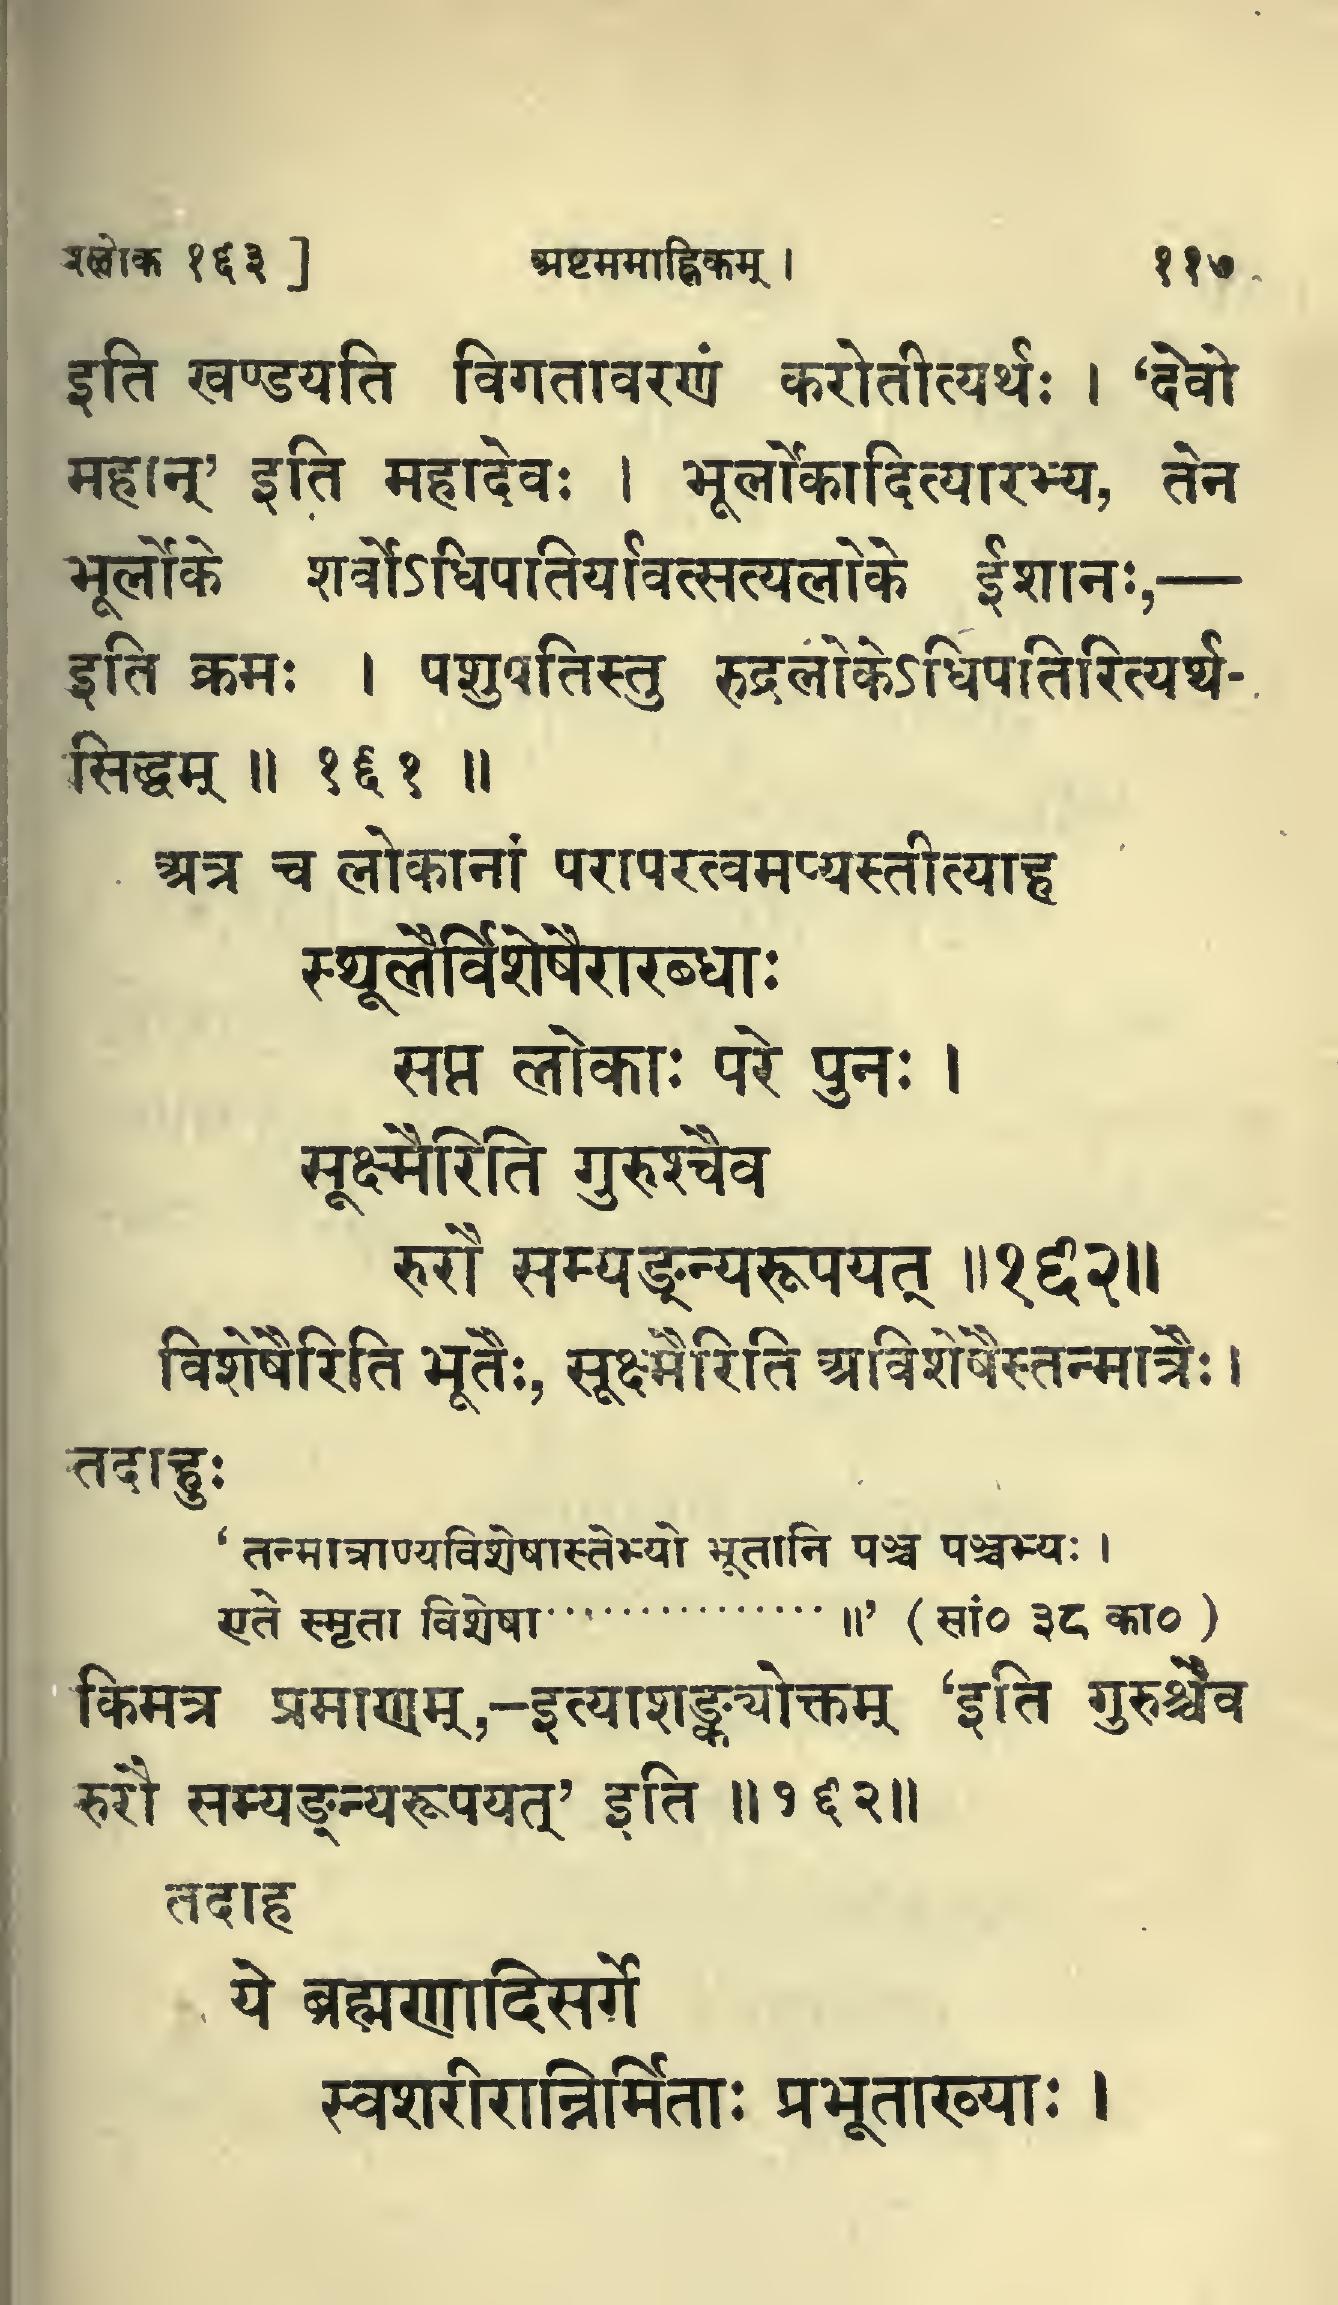 श्लोक १६३ ] अष्टममाह्निकम् । ११७
इति खण्डयति विगतावरणं करोतीत्यर्थः । ‘देवो
महान्’ इति महादेवः । भूर्लोकादित्यारभ्य, तेन
भूर्लोके शर्वोऽधिपतिर्यावत्सत्यलोके ईशानः,—
इति क्रमः । पशुपतिस्तु रुद्रलोकेऽधिपतिरित्यर्थ-
सिद्धम् ॥ १६१ ॥
अत्र च लोकानां परापरत्वमप्यस्तीत्याह
स्थूलैर्विशेषैरारब्धाः
सप्त लोकाः परे पुनः ।
सूक्ष्मैरिति गुरुश्चैव
रुरौ सम्यङ्न्यरूपयत् ॥१६२॥
विशेषैरिति भूतैः, सूक्ष्मैरिति अविशेषैस्तन्मात्रैः ।
तदाहुः
‘ तन्मात्राण्यविशेषास्तेभ्यो भूतानि पञ्च पञ्चभ्यः ।
एते स्मृता विशेषा················॥’ ( सां० ३८ का० )
किमत्र प्रमाणम्,–इत्याशङ्क्योक्तम् ‘इति गुरुश्चैव
रुरौ सम्यङ्न्यरूपयत्’ इति ॥१६२॥
तदाह
ये ब्रह्मणादिसर्गे
स्वशरीरान्निर्मिताः प्रभूताख्याः ।